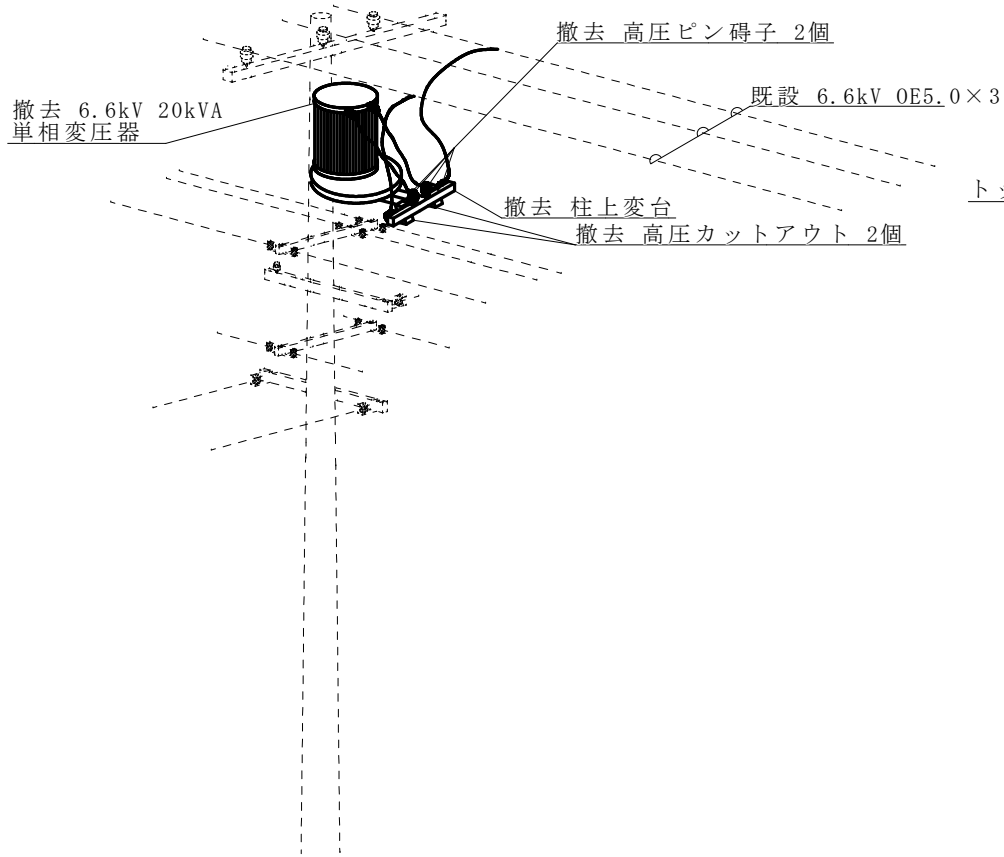 撤去 高圧ピン碍子 2個
既設 6.6kV OE5.0×3
撤去 6.6kV 20kVA
単相変圧器
撤去 柱上変台
撤去 高圧カットアウト 2個